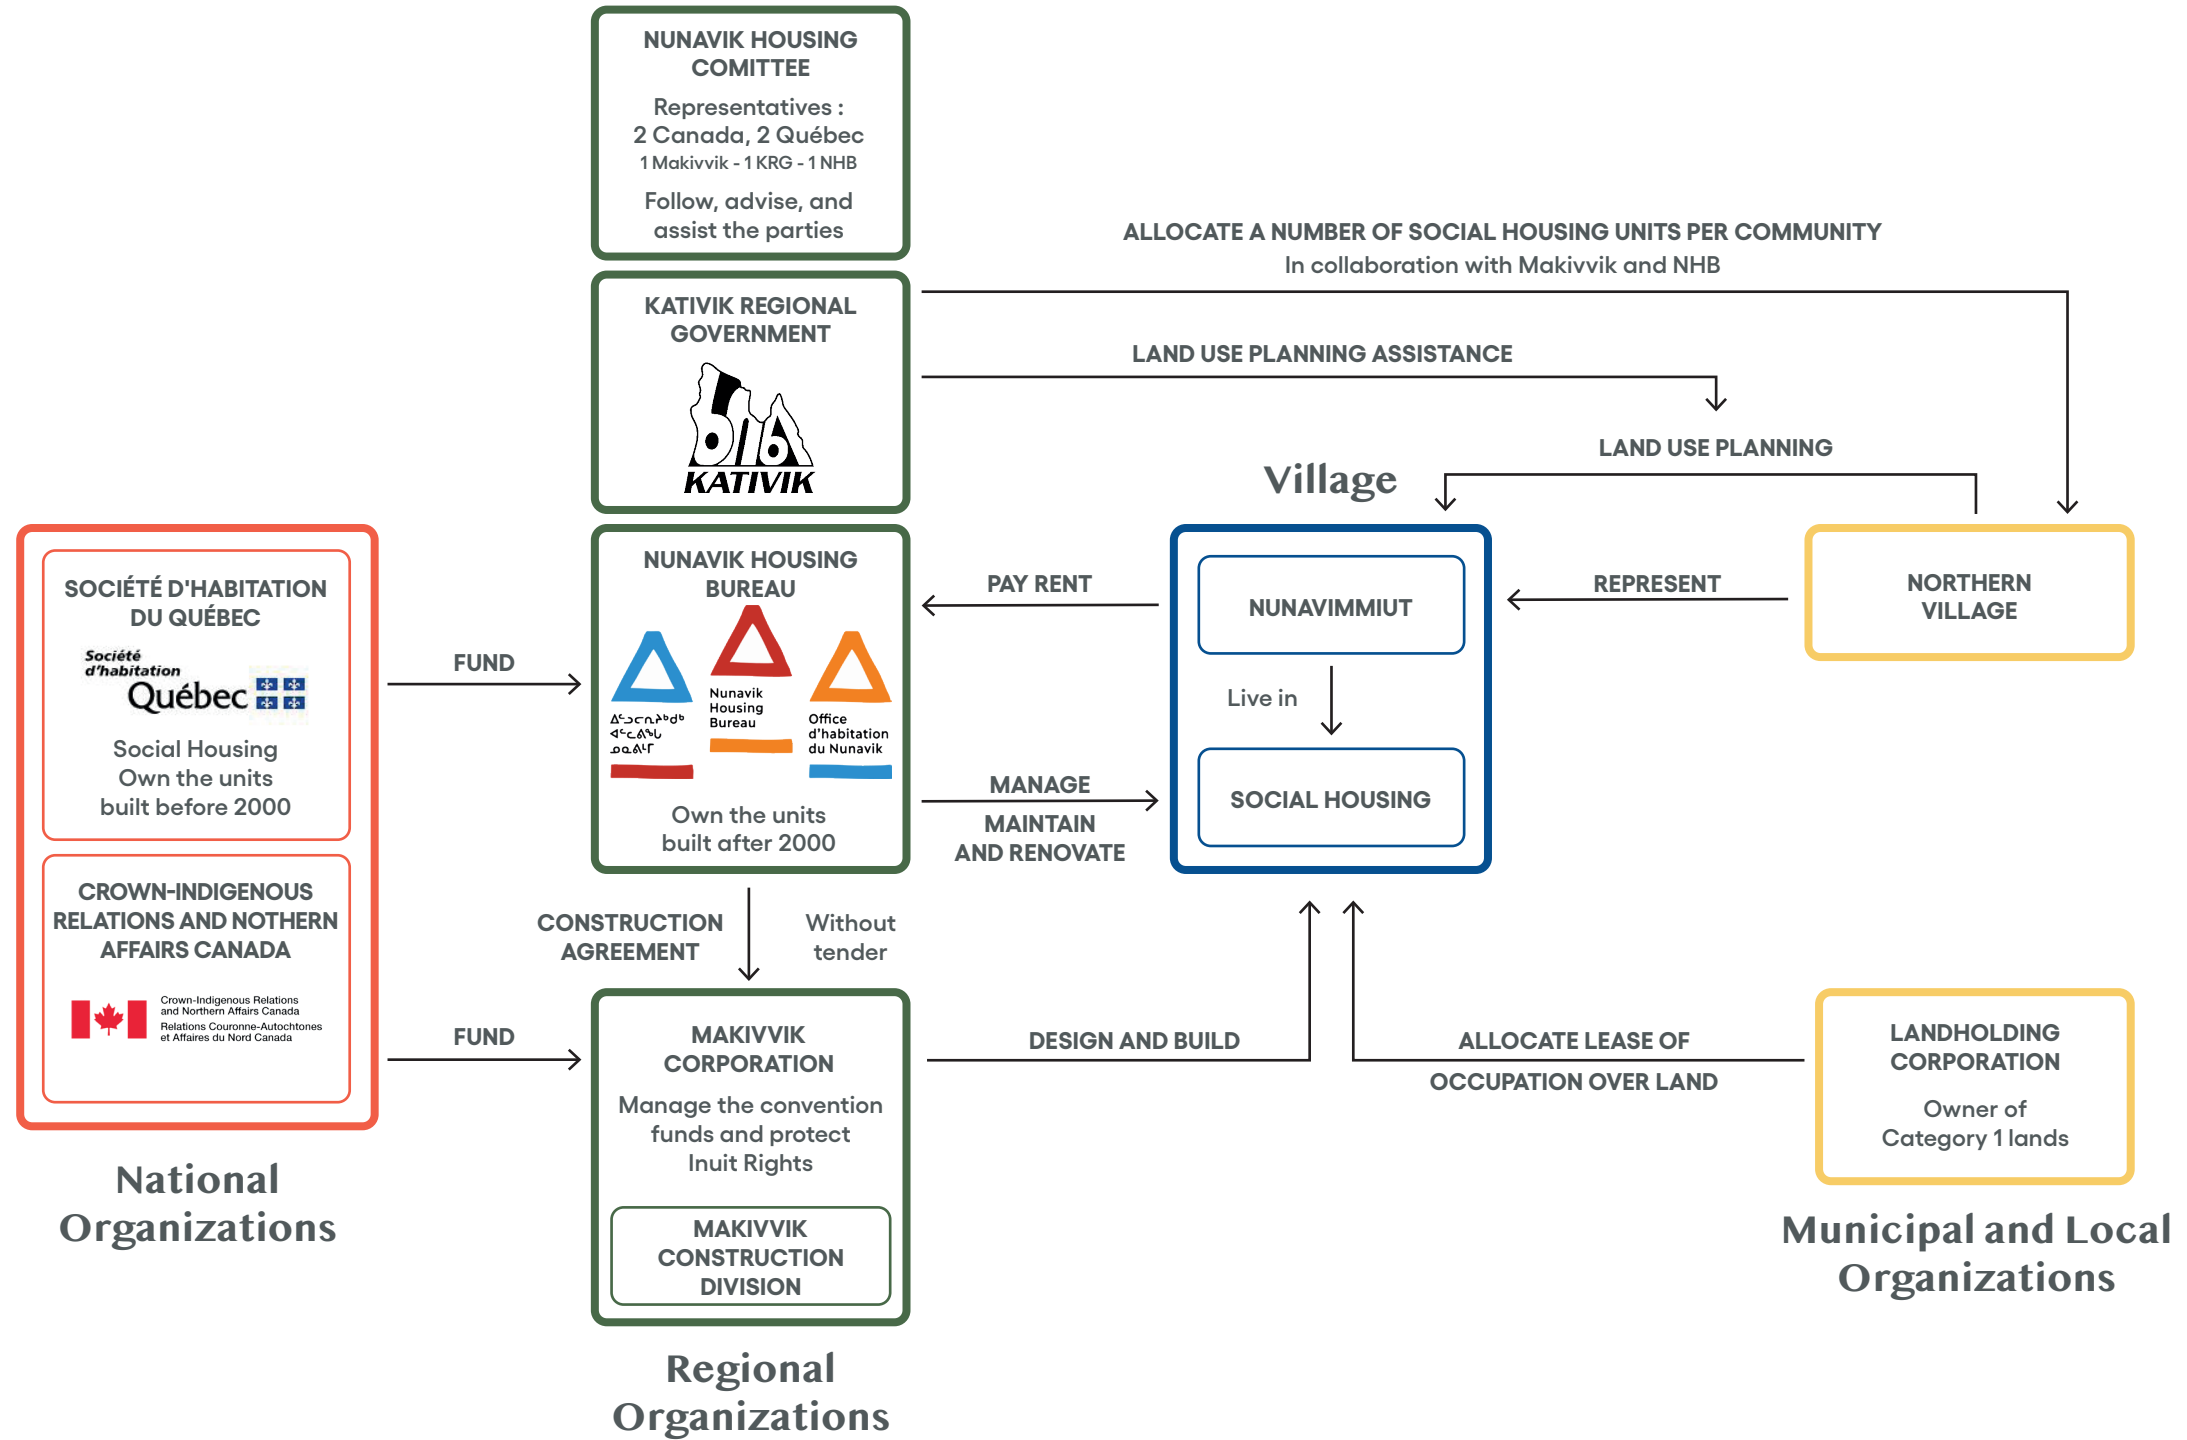 NUNAVIK HOUSING
COMITTEE
Representatives :
2 Canada, 2 Québec
1 Makivvik - 1 KRG - 1 NHB
Follow, advise, and
assist the parties
ALLOCATE A NUMBER OF SOCIAL HOUSING UNITS PER COMMUNITY
In collaboration with Makivvik and NHB
KATIVIK REGIONAL
GOVERNMENT
ᑲᑎᕕᒃ
KATIVIK
LAND USE PLANNING ASSISTANCE
LAND USE PLANNING
Village
SOCIÉTÉ D'HABITATION
DU QUÉBEC
Société
d'habitation
Québec
Social Housing
Own the units
built before 2000
CROWN-INDIGENOUS
RELATIONS AND NOTHERN
AFFAIRS CANADA
Crown-Indigenous Relations
and Northern Affairs Canada
Relations Couronne-Autochtones
et Affaires du Nord Canada
National
Organizations
FUND
FUND
NUNAVIK HOUSING
BUREAU
ᐃᓪᓗᓕᕆᔨᒃᑯᒃ
ᐊᓪᓚᕕᖓ
ᓄᓇᕕᒻᒥ
Nunavik
Housing
Bureau
Office
d'habitation
du Nunavik
Own the units
built after 2000
CONSTRUCTION
AGREEMENT
Without
tender
MAKIVVIK
CORPORATION
Manage the convention
funds and protect
Inuit Rights
MAKIVVIK
CONSTRUCTION
DIVISION
Regional
Organizations
PAY RENT
MANAGE
MAINTAIN
AND RENOVATE
DESIGN AND BUILD
NUNAVIMMIUT
Live in
SOCIAL HOUSING
REPRESENT
NORTHERN
VILLAGE
ALLOCATE LEASE OF
OCCUPATION OVER LAND
LANDHOLDING
CORPORATION
Owner of
Category 1 lands
Municipal and Local
Organizations